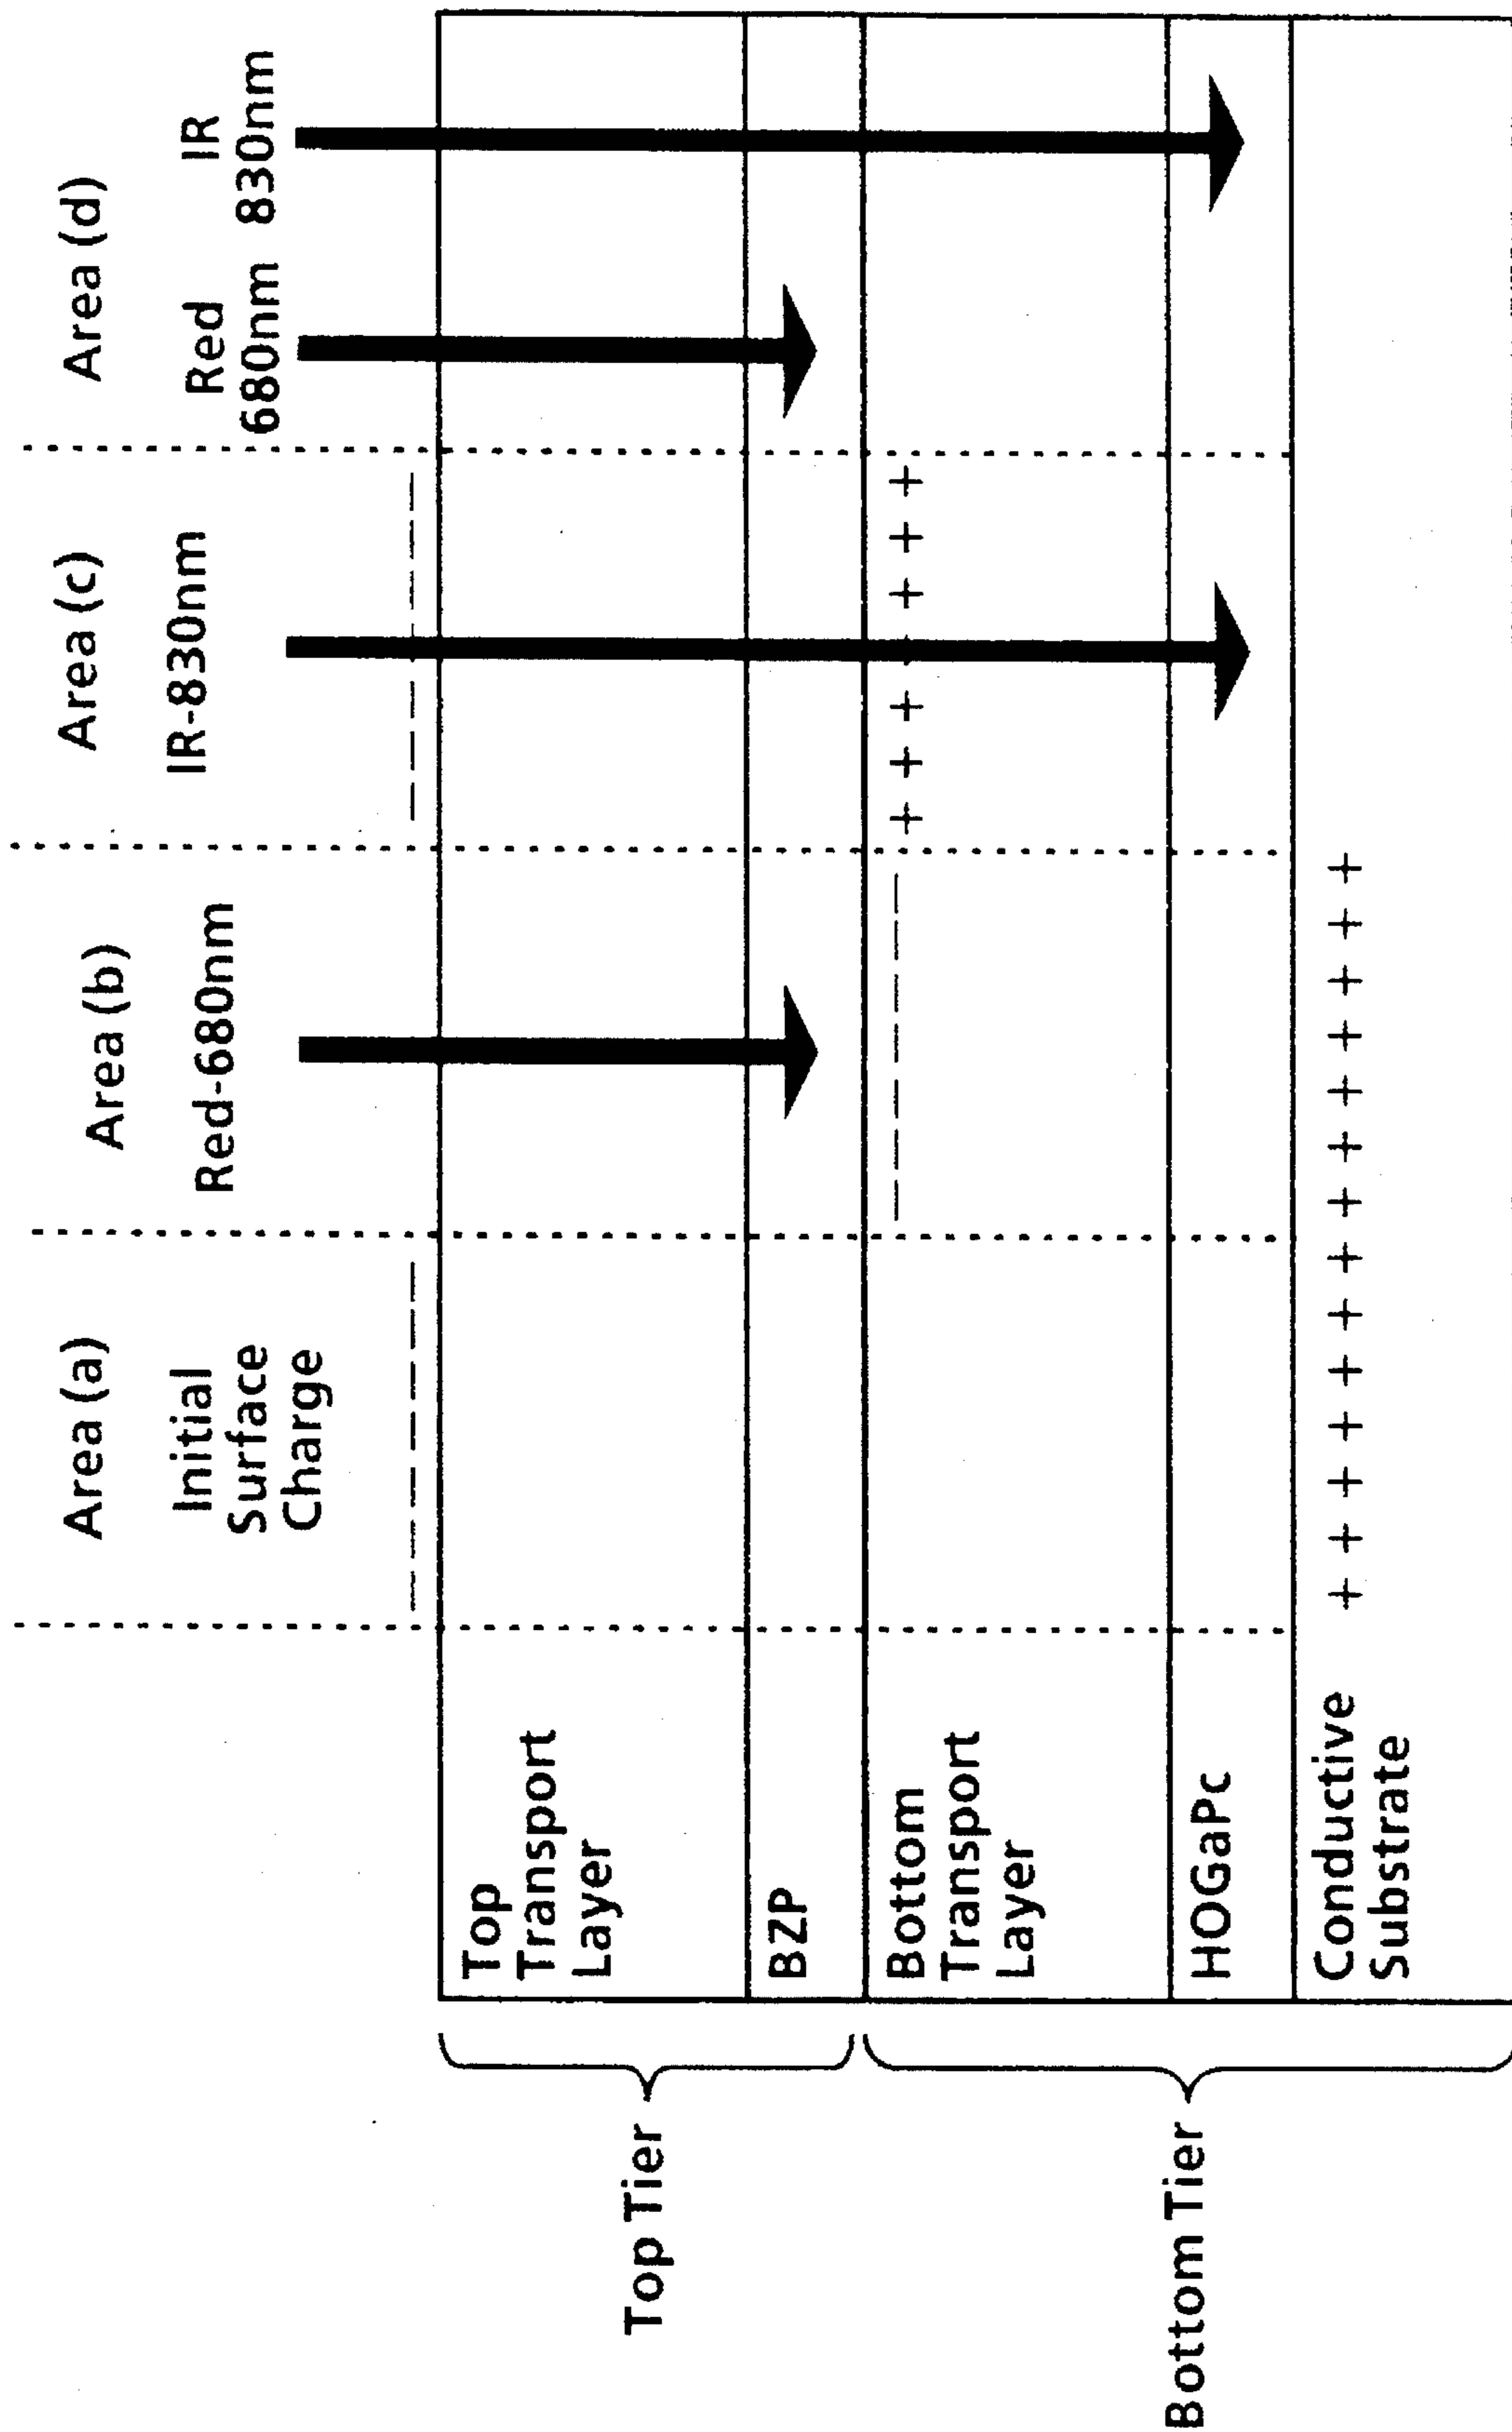 Area (a)
Initial
Surface
Charge
Area (b)
Red-680nm
Area (c)
IR-830nm
Area (d)
Red
680nm
IR
830nm
Top Tier
Top
Transport
Layer
BZP
Bottom Tier
Bottom
Transport
Layer
HOGaPc
Conductive
Substrate